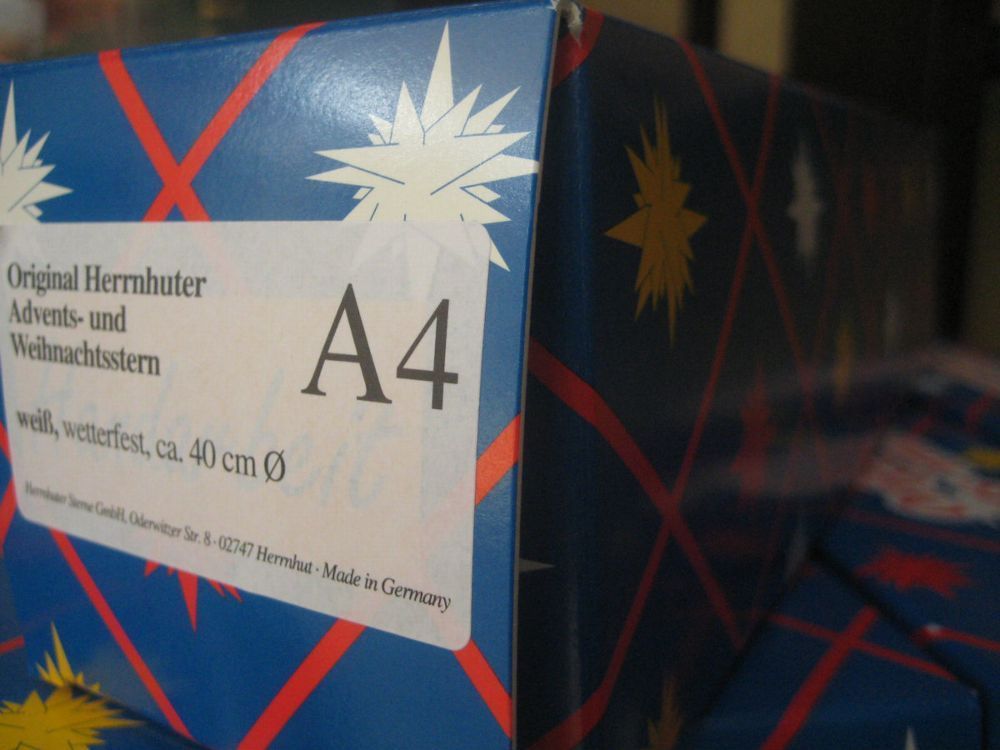 Original Herrnhuter
Advents- und
Weihnachtsstern
A4
weiß, wetterfest, ca. 40 cm Ø
Herrnhuter Sterne GmbH, Oderwitzer Str. 8 · 02747 Herrnhut · Made in Germany